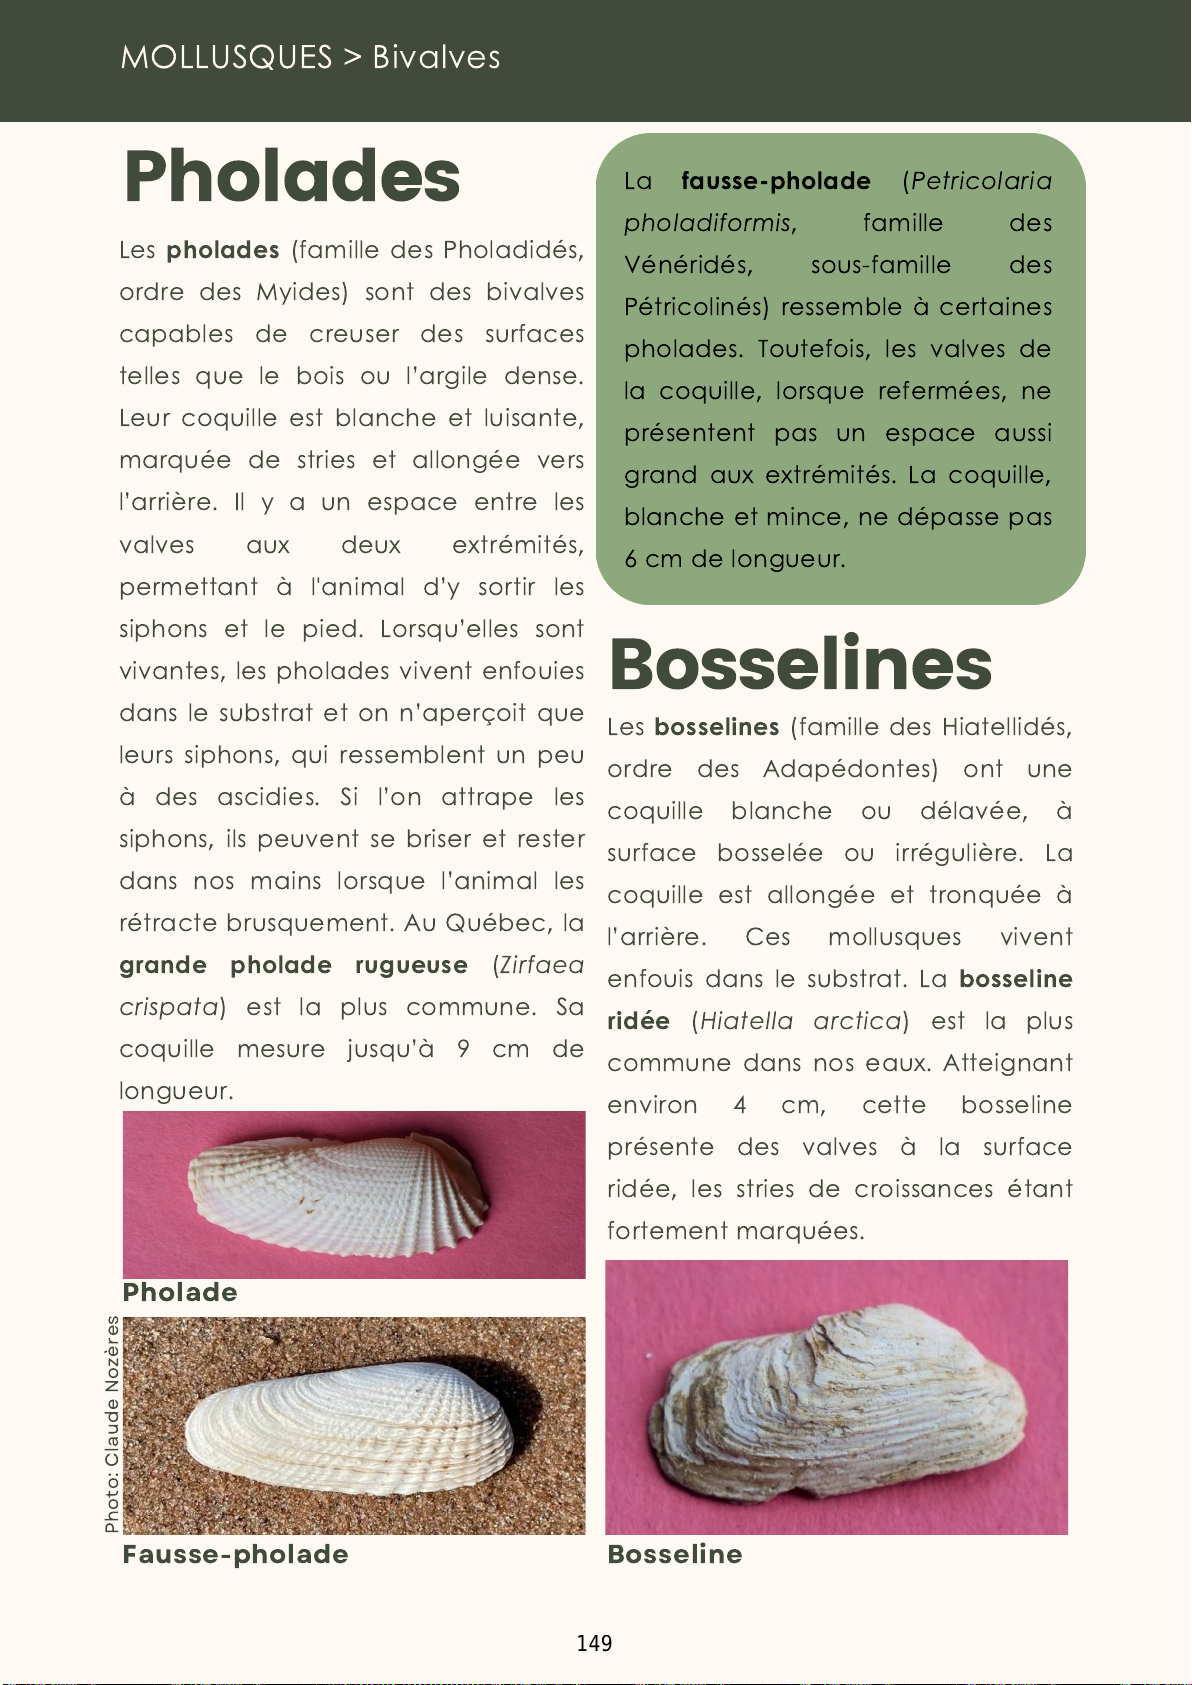 MOLLUSQUES > Bivalves
Pholades
Les pholades (famille des Pholadidés,
ordre des Myides) sont des bivalves
capables de creuser des surfaces
telles que le bois ou l’argile dense.
Leur coquille est blanche et luisante,
marquée de stries et allongée vers
l’arrière. Il y a un espace entre les
valves aux deux extrémités,
permettant à l'animal d’y sortir les
siphons et le pied. Lorsqu’elles sont
vivantes, les pholades vivent enfouies
dans le substrat et on n’aperçoit que
leurs siphons, qui ressemblent un peu
à des ascidies. Si l’on attrape les
siphons, ils peuvent se briser et rester
dans nos mains lorsque l’animal les
rétracte brusquement. Au Québec, la
grande pholade rugueuse (Zirfaea
crispata) est la plus commune. Sa
coquille mesure jusqu’à 9 cm de
longueur.
Pholade
Photo: Claude Nozères
Fausse-pholade
La fausse-pholade (Petricolaria
pholadiformis, famille des
Vénéridés, sous-famille des
Pétricolinés) ressemble à certaines
pholades. Toutefois, les valves de
la coquille, lorsque refermées, ne
présentent pas un espace aussi
grand aux extrémités. La coquille,
blanche et mince, ne dépasse pas
6 cm de longueur.
Bosselines
Les bosselines (famille des Hiatellidés,
ordre des Adapédontes) ont une
coquille blanche ou délavée, à
surface bosselée ou irrégulière. La
coquille est allongée et tronquée à
l’arrière. Ces mollusques vivent
enfouis dans le substrat. La bosseline
ridée (Hiatella arctica) est la plus
commune dans nos eaux. Atteignant
environ 4 cm, cette bosseline
présente des valves à la surface
ridée, les stries de croissances étant
fortement marquées.
Bosseline
149